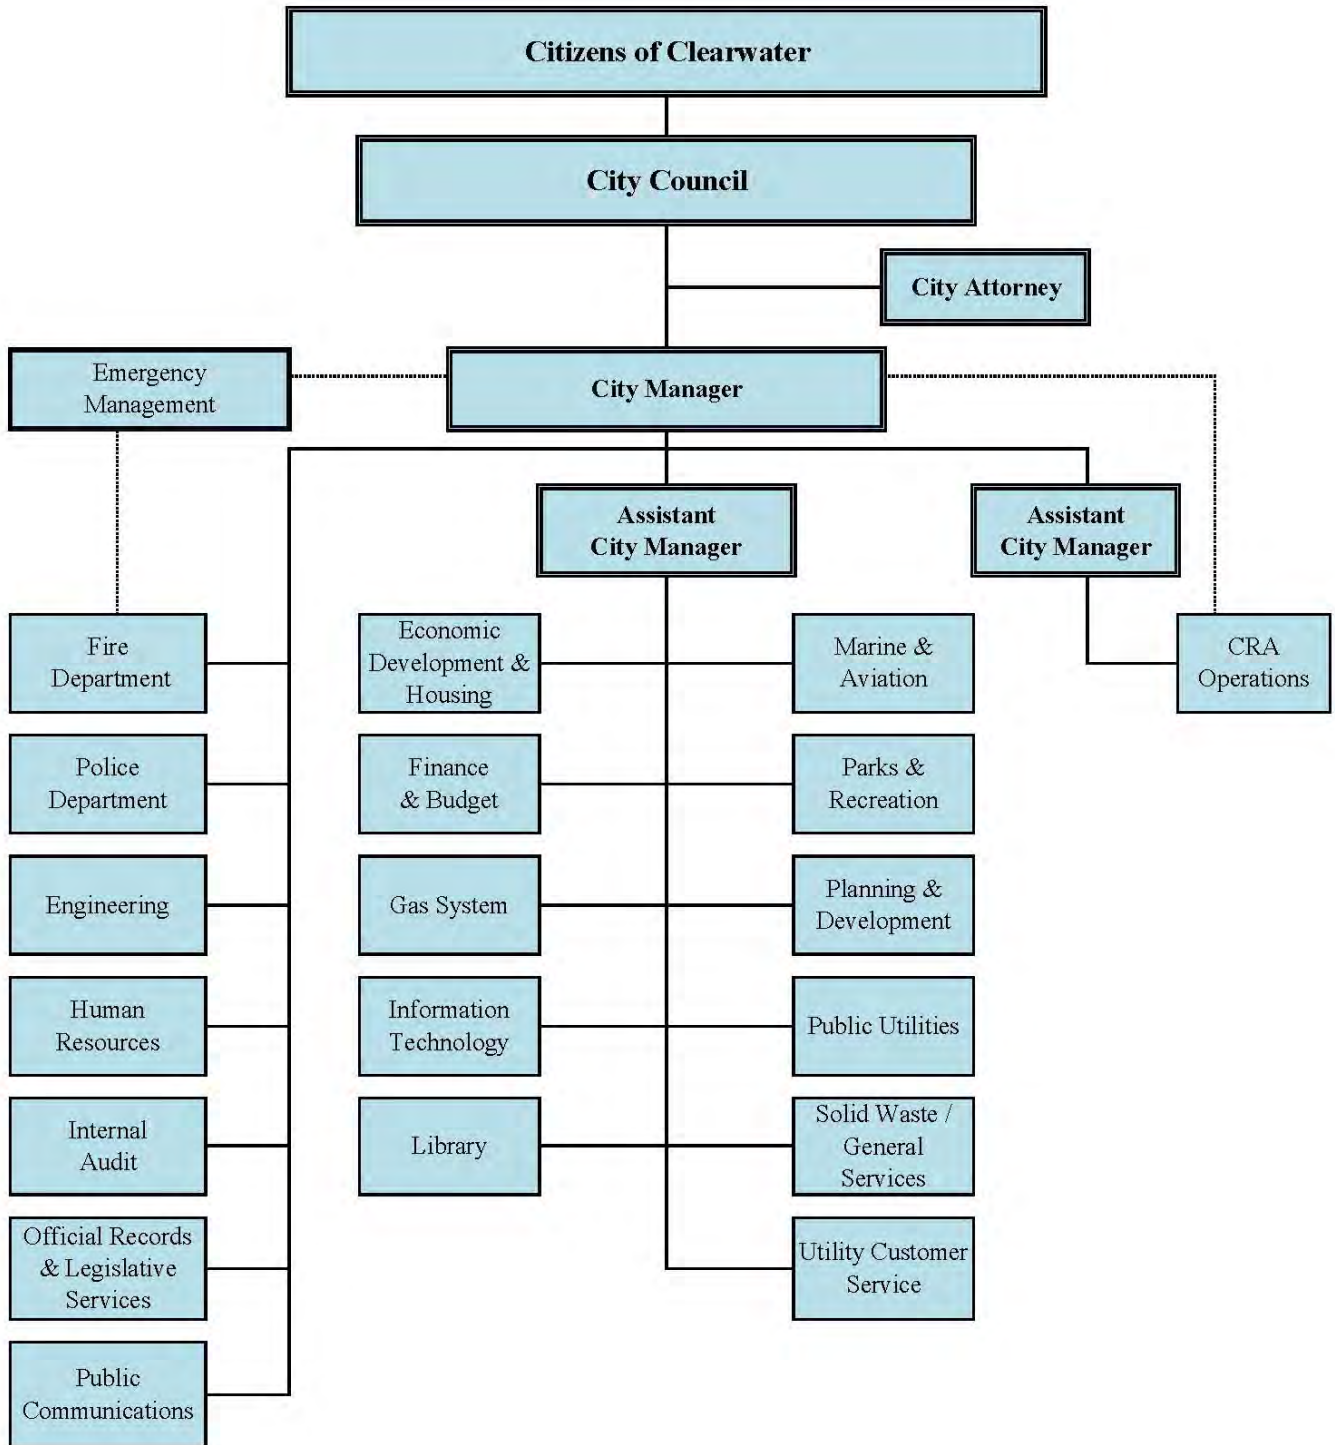 Citizens of Clearwater
City Council
City Attorney
Emergency
Management
City Manager
Assistant
City Manager
Assistant
City Manager
Fire
Department
Economic
Development &
Housing
Marine &
Aviation
CRA
Operations
Police
Department
Finance
& Budget
Parks &
Recreation
Engineering
Gas System
Planning &
Development
Human
Resources
Information
Technology
Public Utilities
Internal
Audit
Library
Solid Waste /
General
Services
Official Records
& Legislative
Services
Utility Customer
Service
Public
Communications